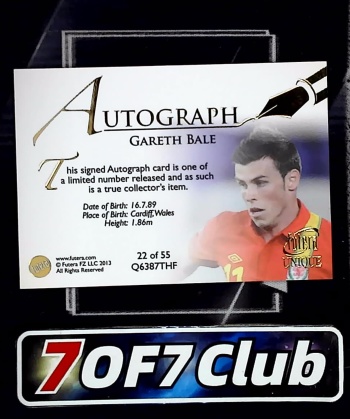 AUTOGRAPH
GARETH BALE
This signed Autograph card is one of
a limited number released and as such
is a true collector's item.
Date of Birth: 16.7.89
Place of Birth: Cardiff, Wales
Height: 1.86m
www.futera.com
© Futera FZ LLC 2013
All Rights Reserved
22 of 55
Q6387THF
11
futera
UNIQUE
7OF7Club